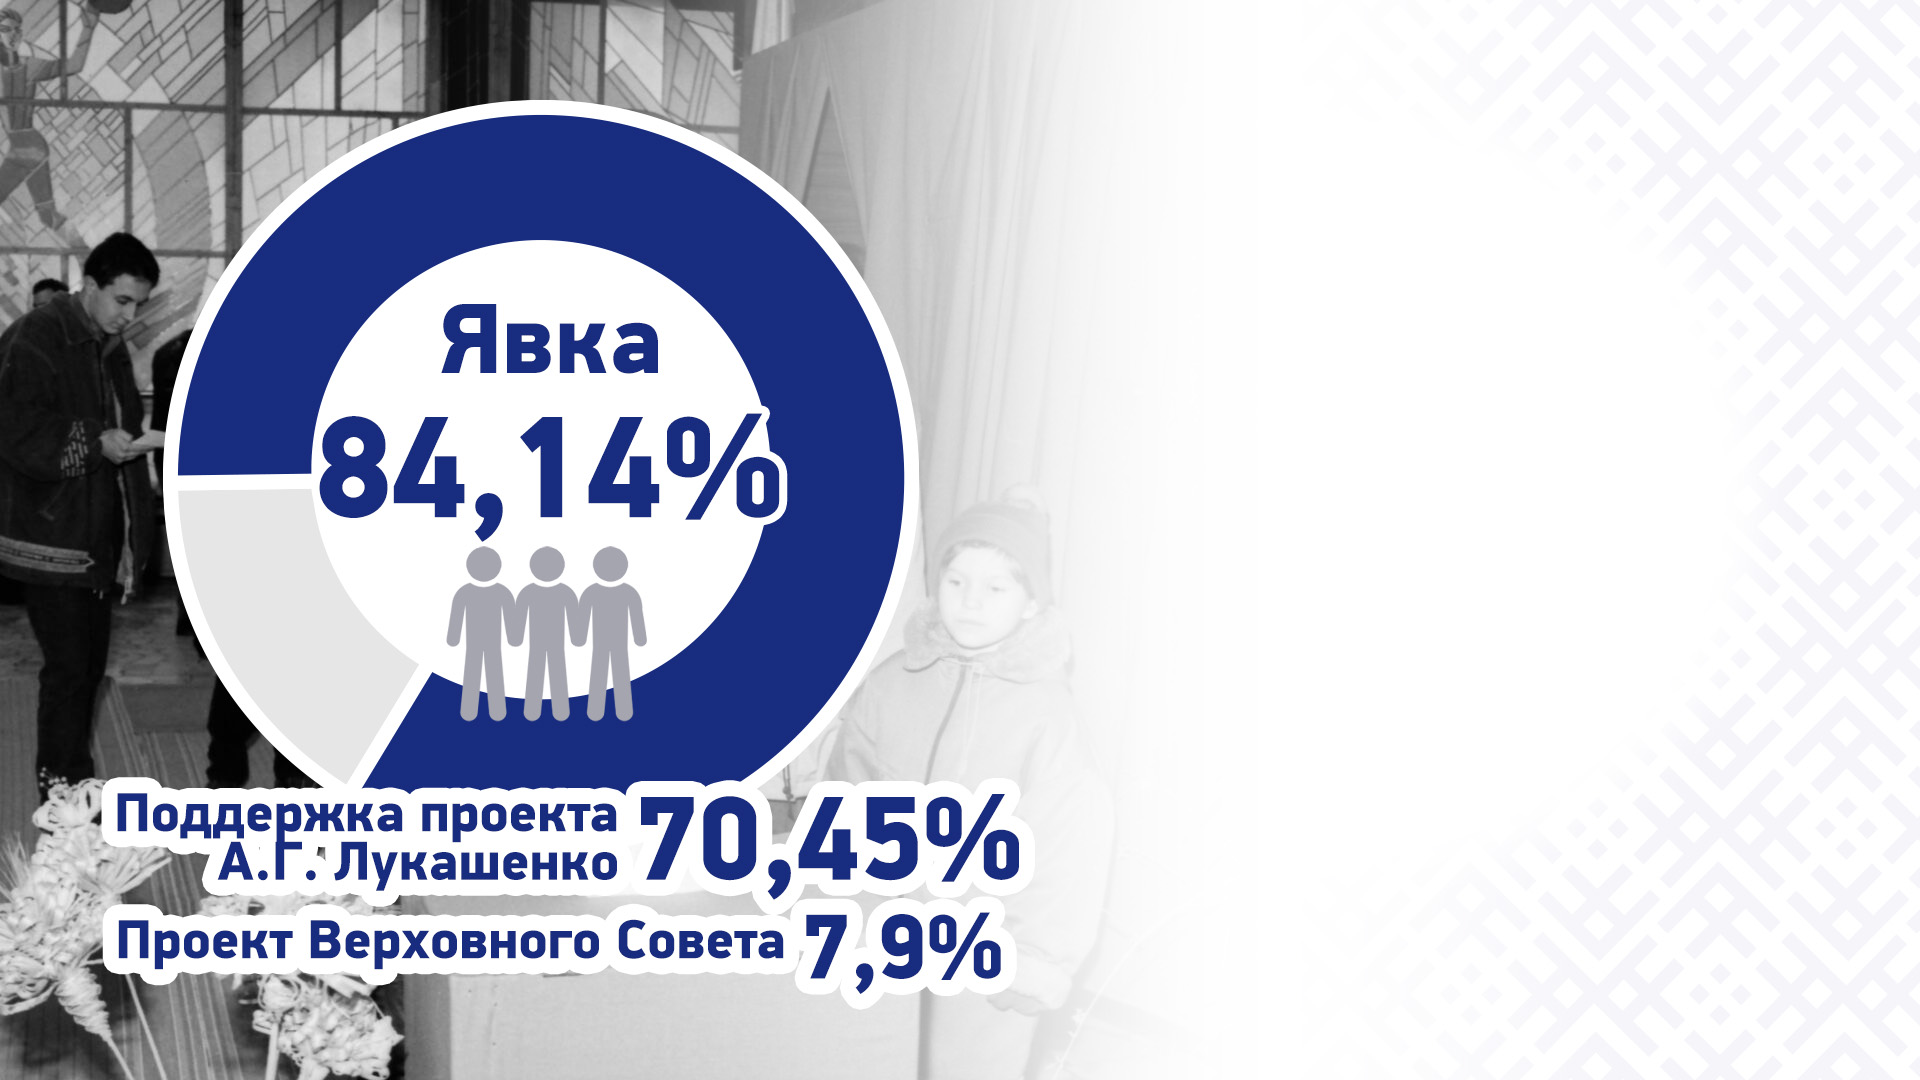 Явка
84,14%
Поддержка проекта
А.Г. Лукашенко 70,45%
Проект Верховного Совета 7,9%